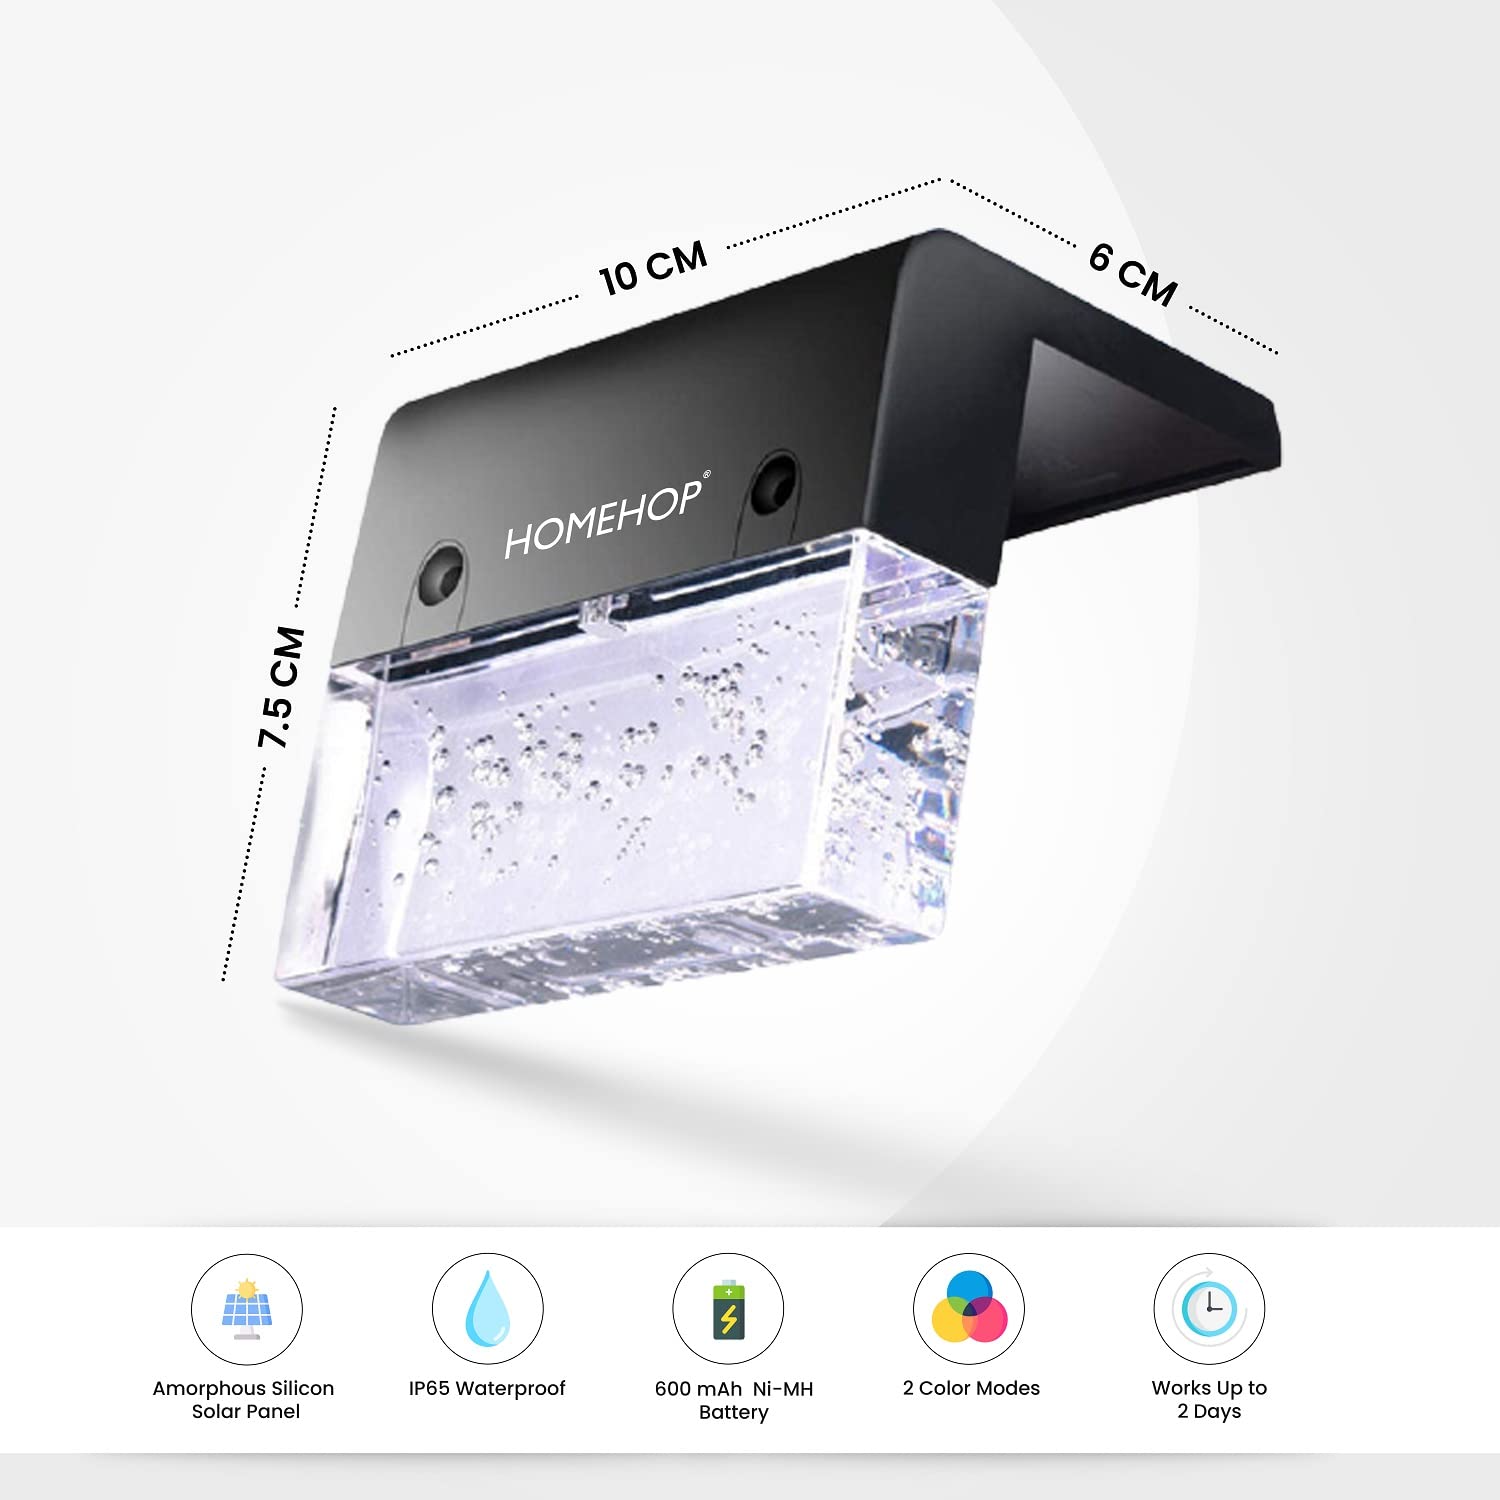 10 CM
6 CM
7.5 CM
HOMEHOP®
Amorphous Silicon
Solar Panel
IP65 Waterproof
600 mAh Ni-MH
Battery
2 Color Modes
Works Up to
2 Days